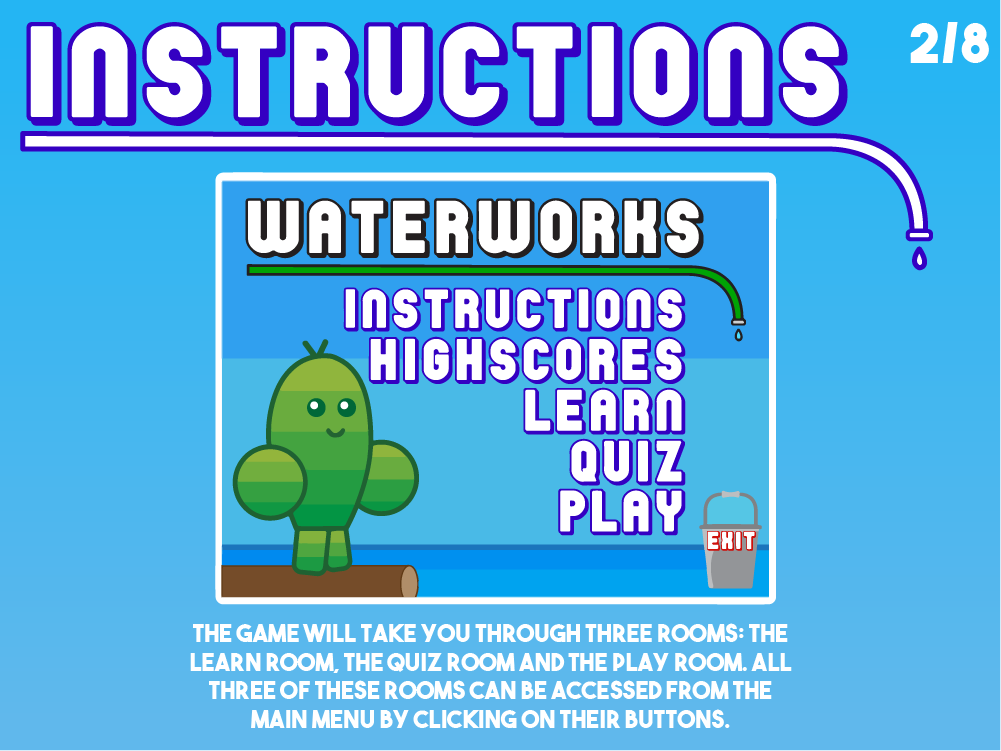 INSTRUCTIONS
2/8
WATERWORKS
INSTRUCTIONS
HIGHSCORES
LEARN
QUIZ
PLAY
EXIT
THE GAME WILL TAKE YOU THROUGH THREE ROOMS: THE
LEARN ROOM, THE QUIZ ROOM AND THE PLAY ROOM. ALL
THREE OF THESE ROOMS CAN BE ACCESSED FROM THE
MAIN MENU BY CLICKING ON THEIR BUTTONS.